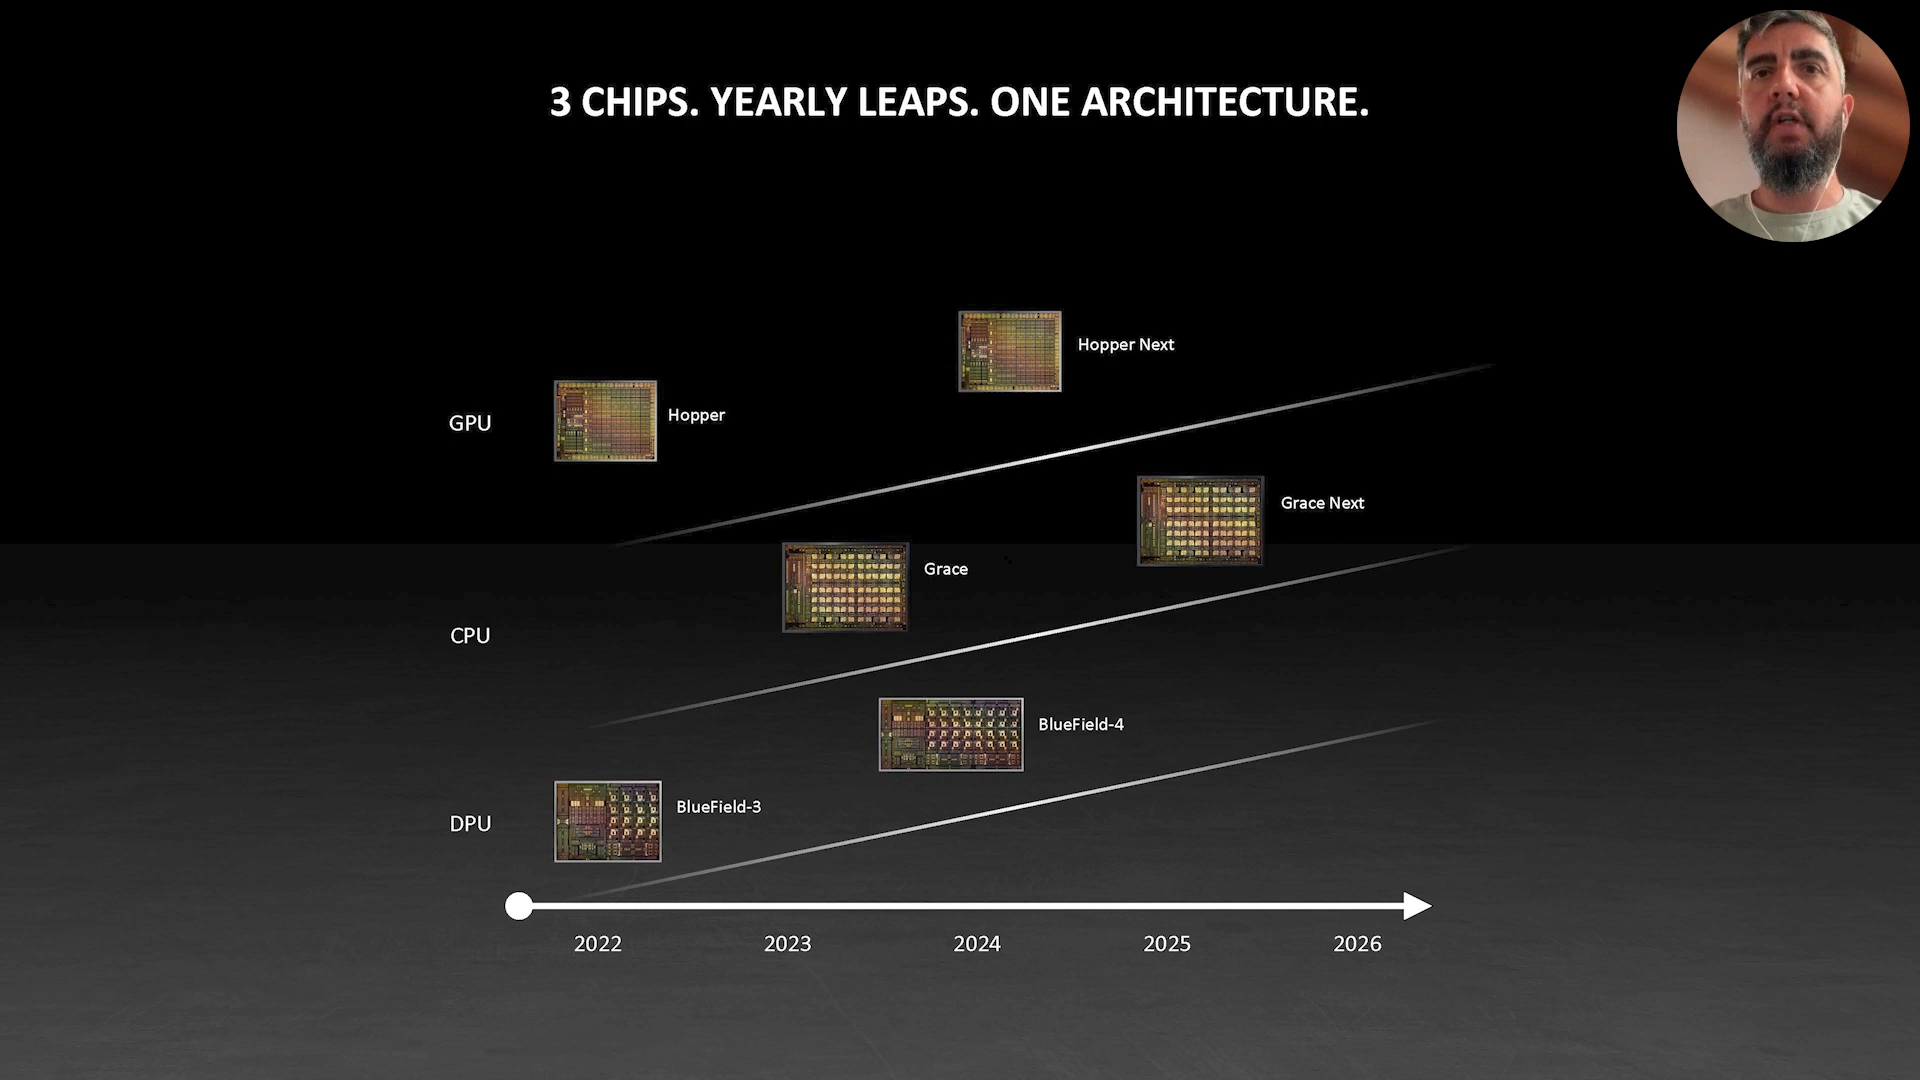 3 CHIPS. YEARLY LEAPS. ONE ARCHITECTURE.
Hopper Next
GPU
Hopper
Grace Next
Grace
CPU
BlueField-4
DPU
BlueField-3
2022
2023
2024
2025
2026